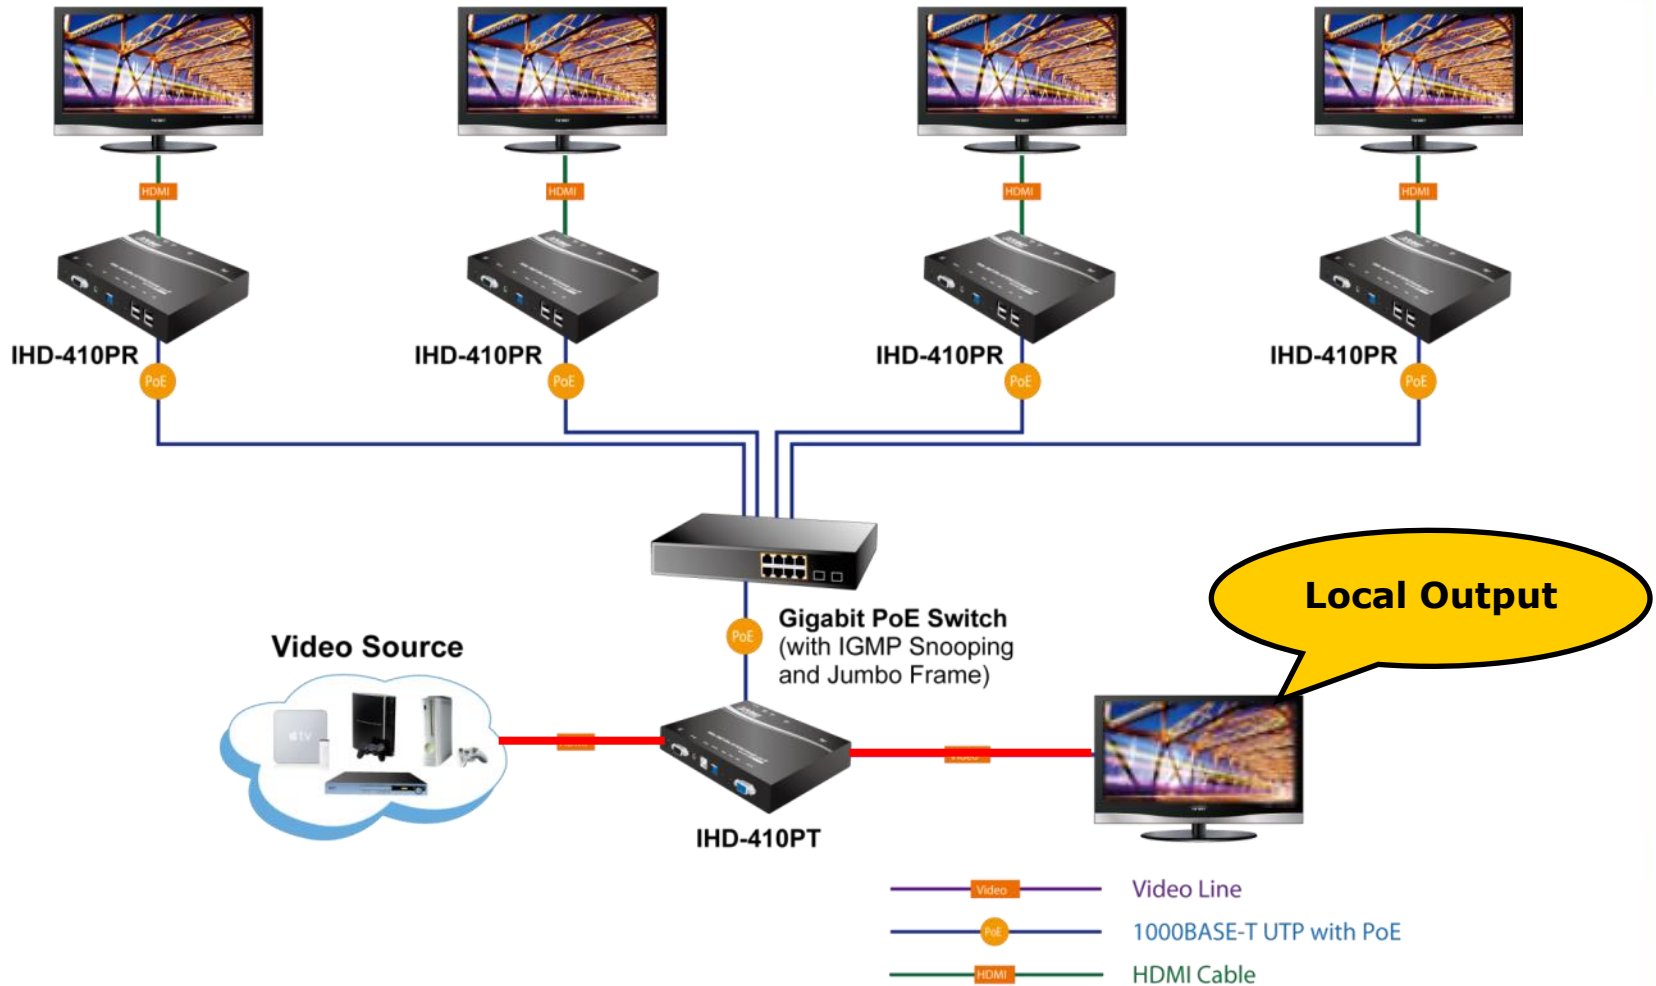 HDMI
HDMI
HDMI
HDMI
IHD-410PR
IHD-410PR
IHD-410PR
IHD-410PR
PoE
PoE
PoE
PoE
Gigabit PoE Switch
(with IGMP Snooping
and Jumbo Frame)
PoE
Local Output
Video Source
tv
IHD-410PT
Video
Video Line
PoE
1000BASE-T UTP with PoE
HDMI
HDMI Cable